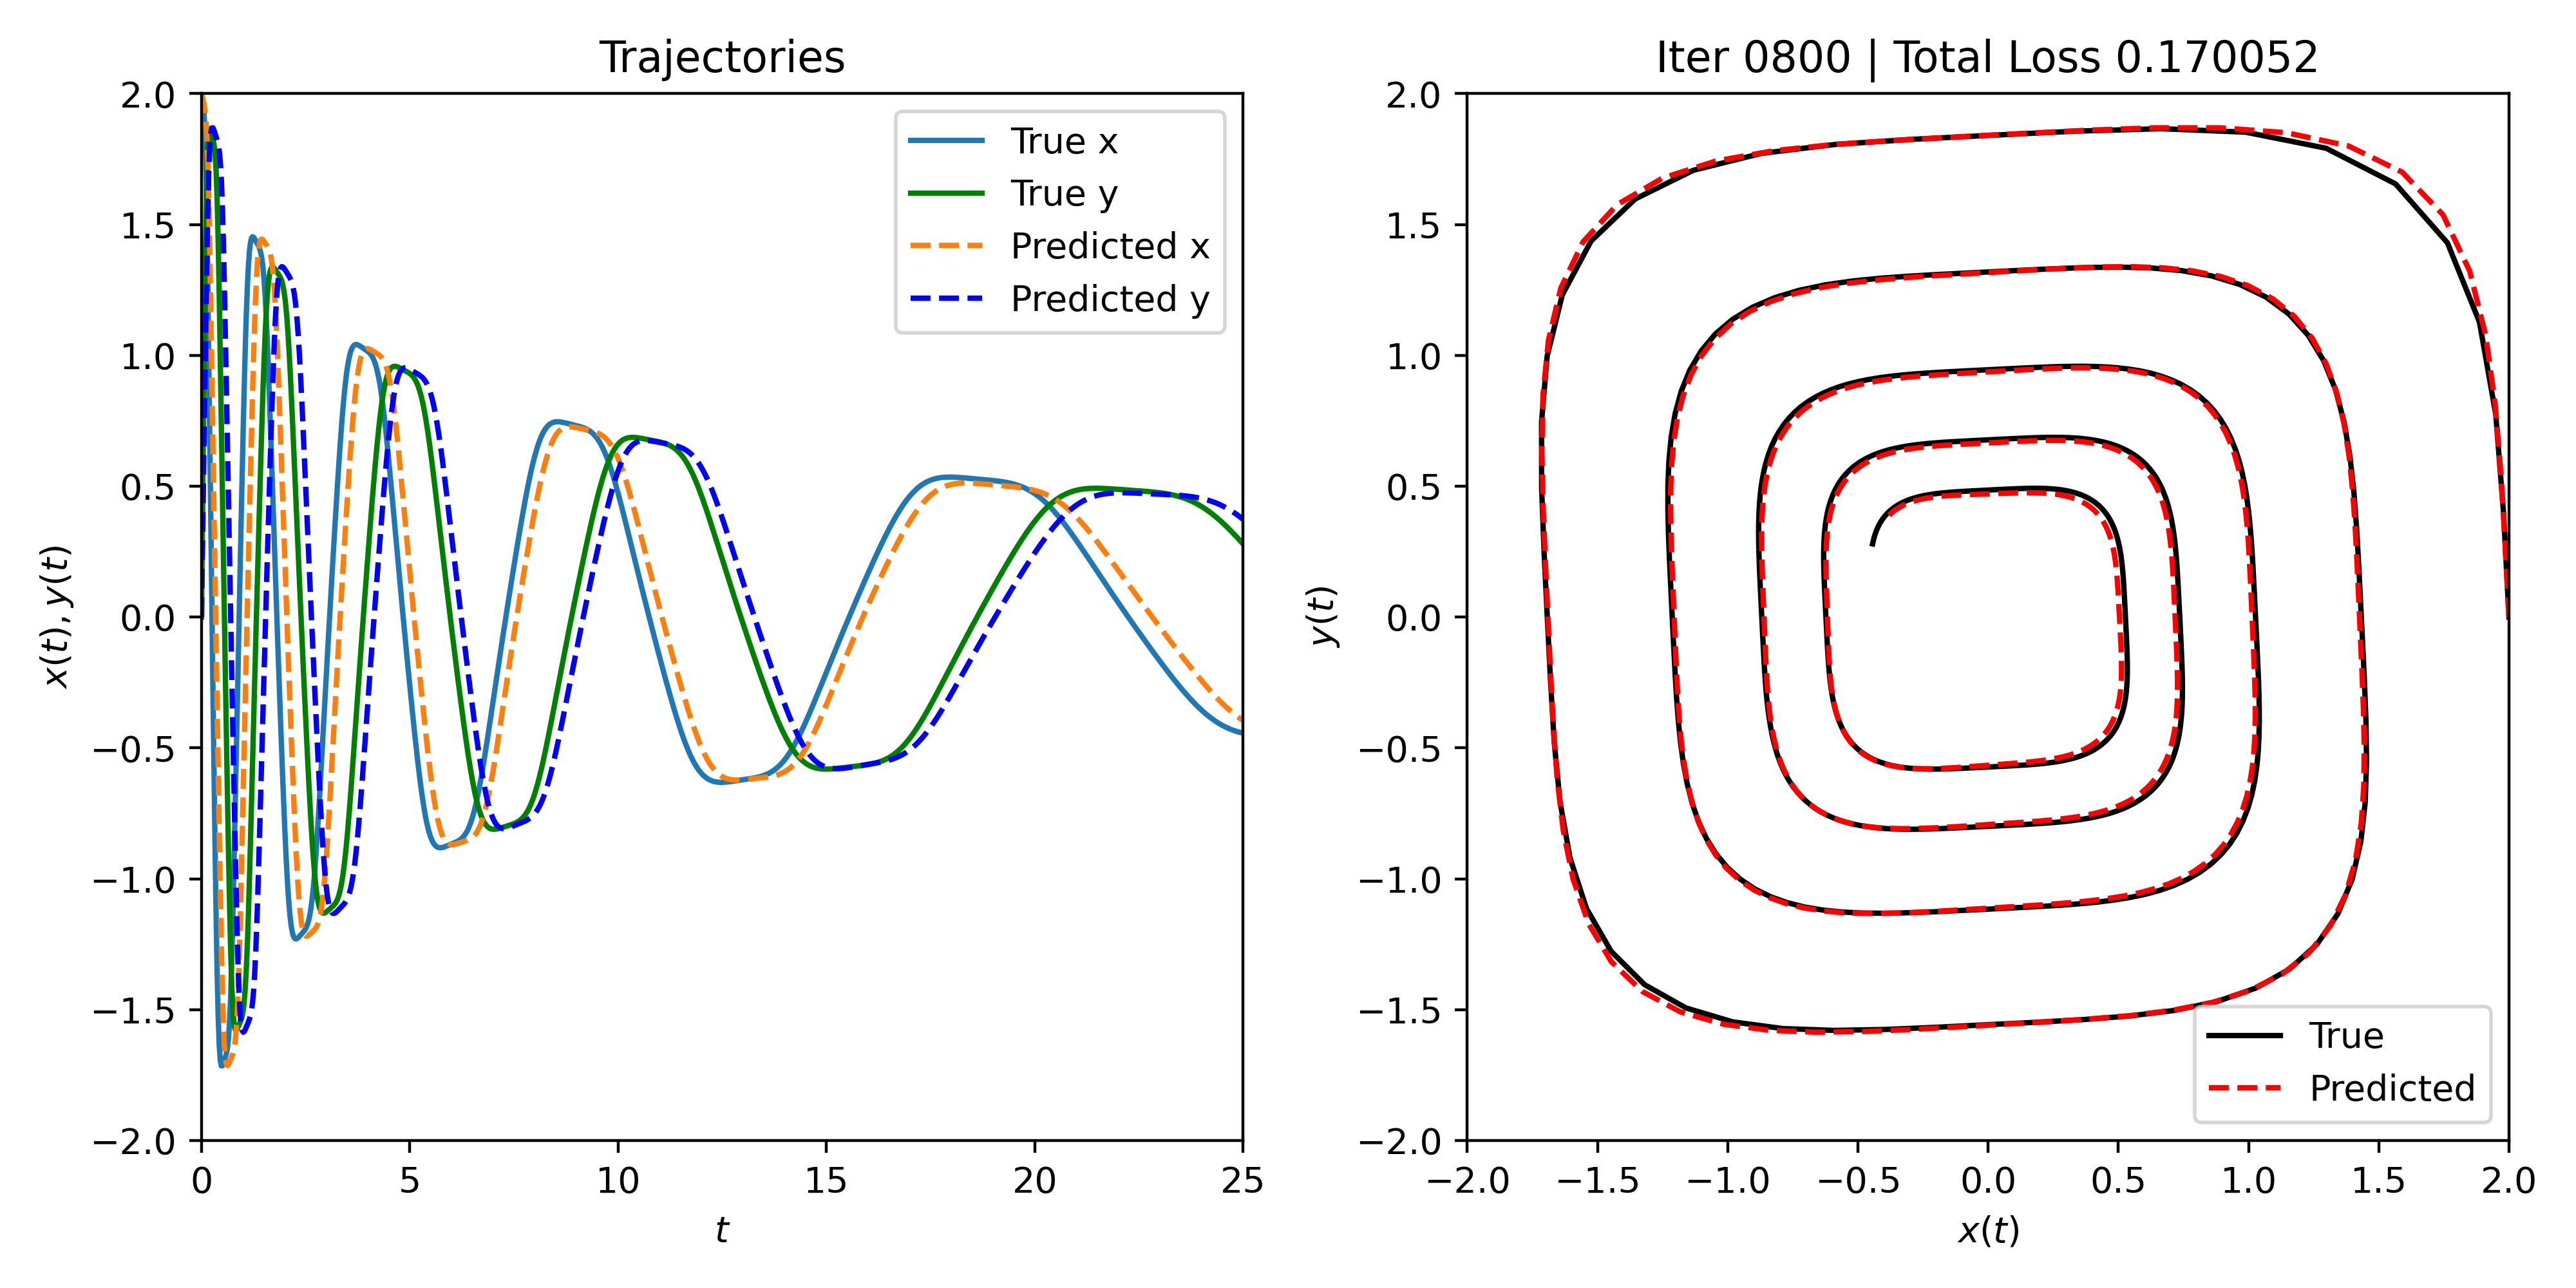 Trajectories
2.0
1.5
1.0
0.5
0.0
−0.5
−1.0
−1.5
−2.0
x(t), y(t)
0 5 10 15 20 25
t
True x
True y
Predicted x
Predicted y
Iter 0800 | Total Loss 0.170052
2.0
1.5
1.0
0.5
0.0
−0.5
−1.0
−1.5
−2.0
y(t)
−2.0 −1.5 −1.0 −0.5 0.0 0.5 1.0 1.5 2.0
x(t)
True
Predicted